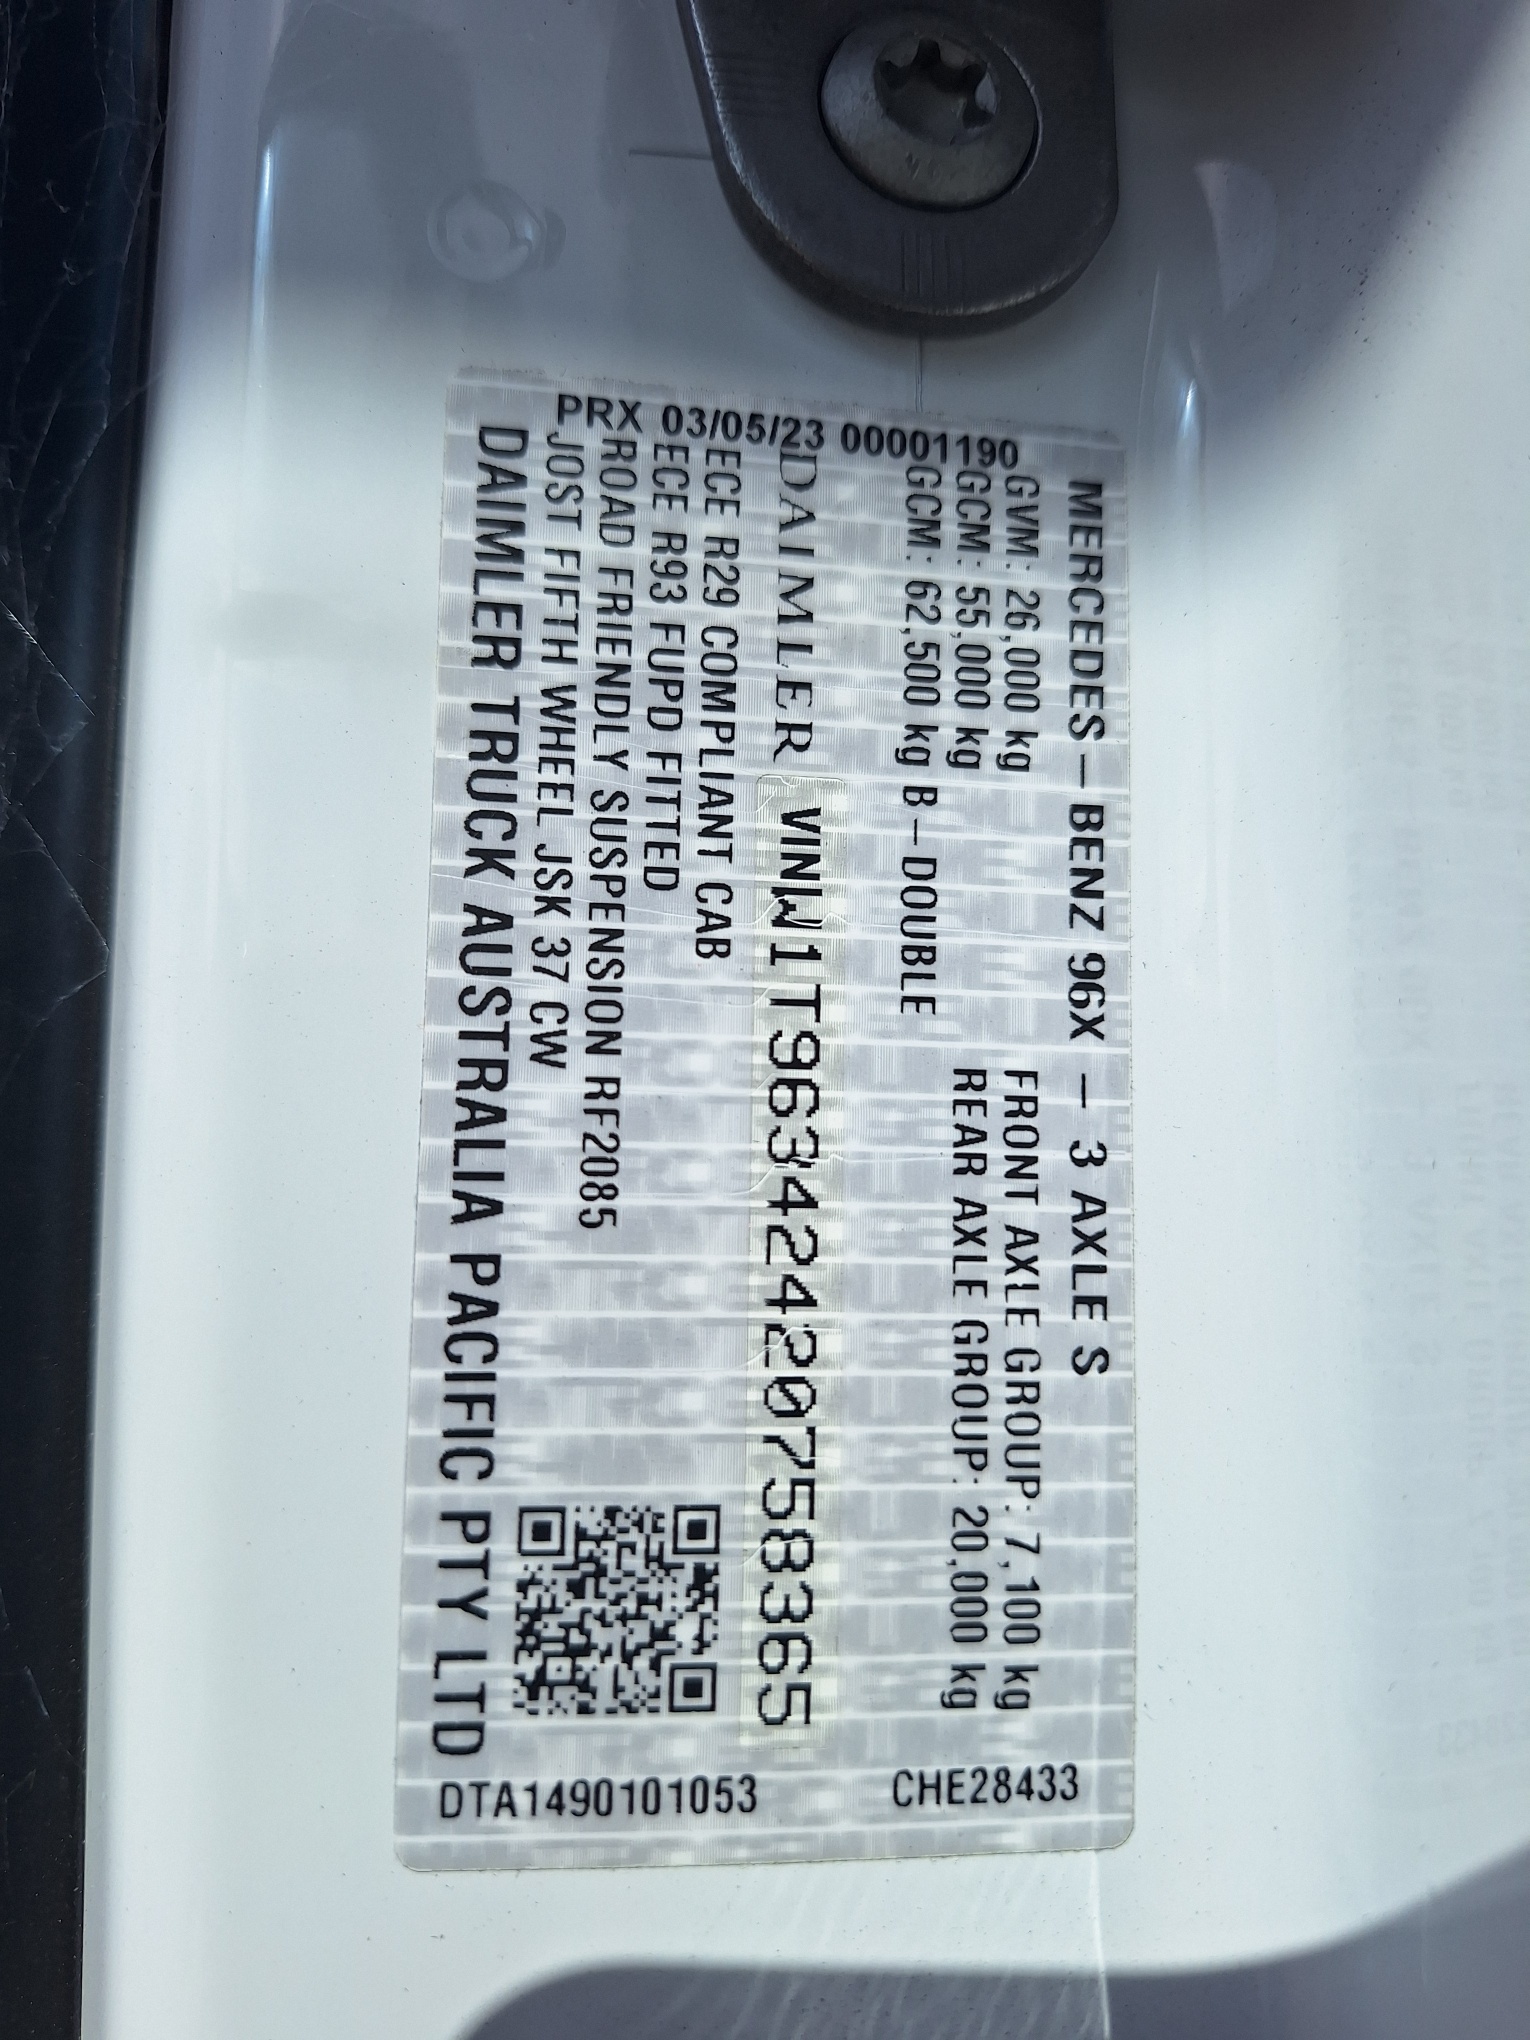 MERCEDES-BENZ 96X - 3 AXLE S
GVM: 26,000 kg FRONT AXLE GROUP: 7,100 kg
GCM: 55,000 kg REAR AXLE GROUP: 20,000 kg
GCM: 62,500 kg B-DOUBLE
DAIMLER VINW1T96342420758365
ECE R29 COMPLIANT CAB
ECE R93 FUPD FITTED
ROAD FRIENDLY SUSPENSION RF2085
JOST FIFTH WHEEL JSK 37 CW
DAIMLER TRUCK AUSTRALIA PACIFIC PTY LTD
PRX 03/05/23 00001190
DTA1490101053 CHE28433